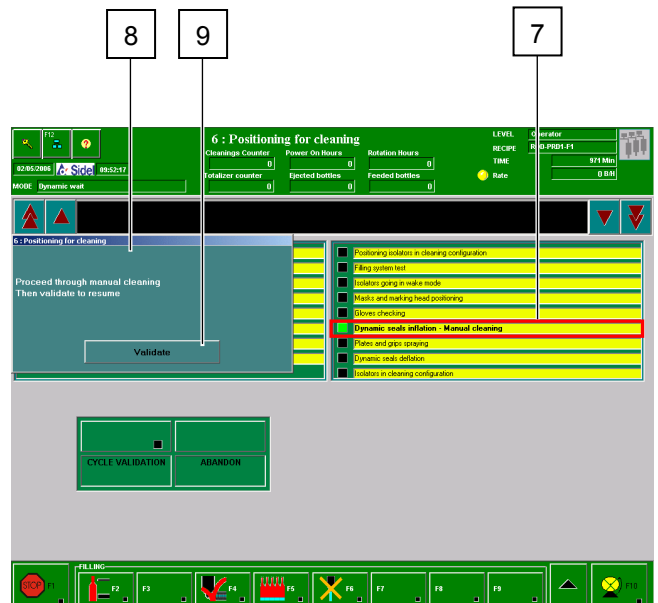 8
9
7
F12
?
6 : Positioning for cleaning
LEVEL
Operator
Cleanings Counter
Power On Hours
Rotation Hours
RECIPE
0
0
0
TIME
971 Min
02/05/2006
Sidel
09:52:17
Totalizer counter
Ejected bottles
Feeded bottles
Rate
0 B/H
MODE
Dynamic wait
0
0
0
6 : Positioning for cleaning
Proceed through manual cleaning
Then validate to resume
Validate
Positioning isolators in cleaning configuration
Filling system test
Isolators going in wake mode
Masks and marking head positioning
Gloves checking
Dynamic seals inflation - Manual cleaning
Plates and grips spraying
Dynamic seals deflation
Isolators in cleaning configuration
CYCLE VALIDATION
ABANDON
FILLING
STOP
F1
F2
F3
F4
F5
F6
F7
F8
F9
F10